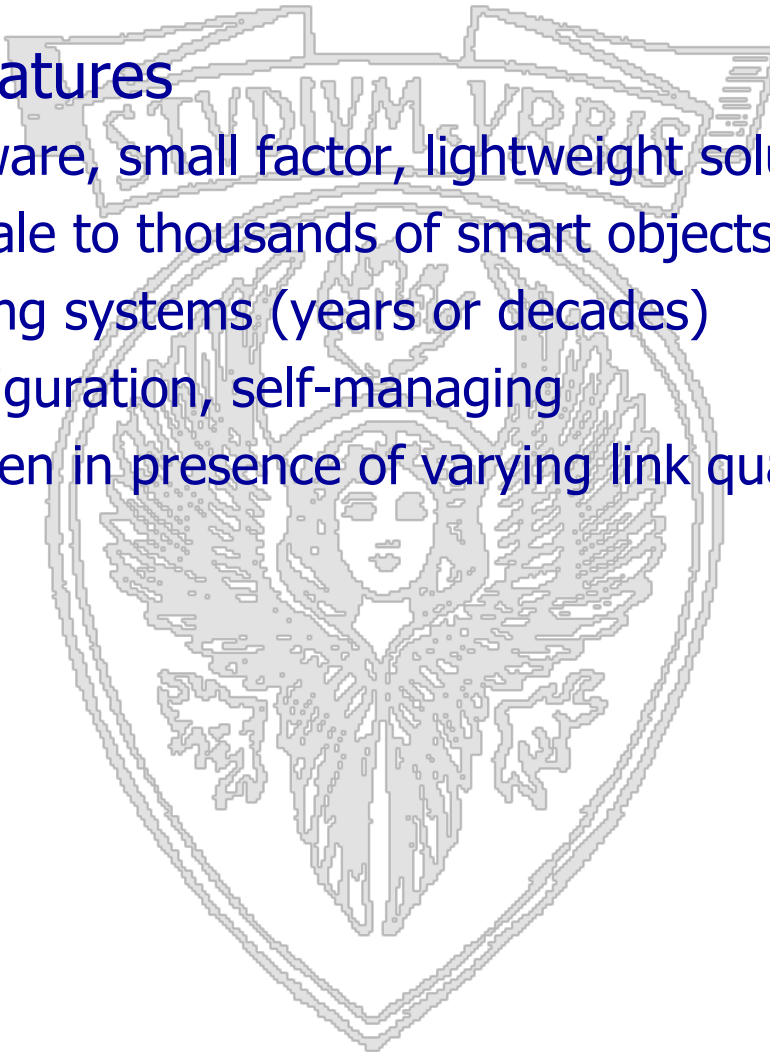 STVDIVM VRBIS
atures
ware, small factor, lightweight solu
ale to thousands of smart objects
ng systems (years or decades)
iguration, self-managing
en in presence of varying link qua